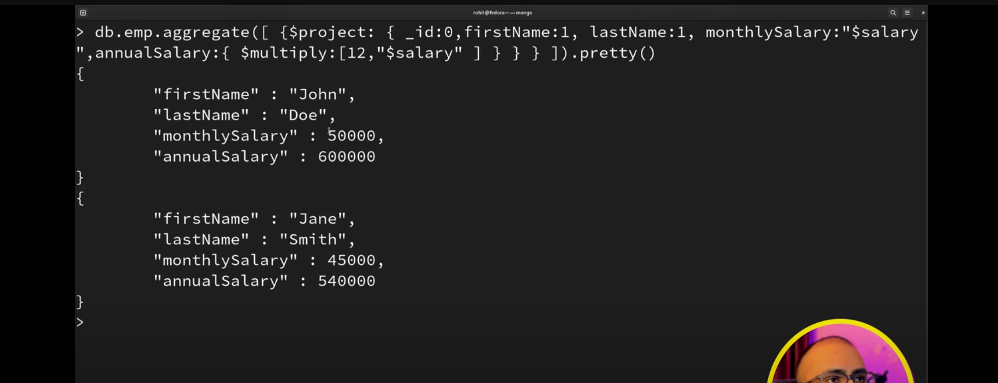 rohit@fedora:~ — mongo
> db.emp.aggregate([ {$project: { _id:0,firstName:1, lastName:1, monthlySalary:"$salary
",annualSalary:{ $multiply:[12,"$salary" ] } } } ]).pretty()
{
"firstName" : "John",
"lastName" : "Doe",
"monthlySalary" : 50000,
"annualSalary" : 600000
}
{
"firstName" : "Jane",
"lastName" : "Smith",
"monthlySalary" : 45000,
"annualSalary" : 540000
}
>